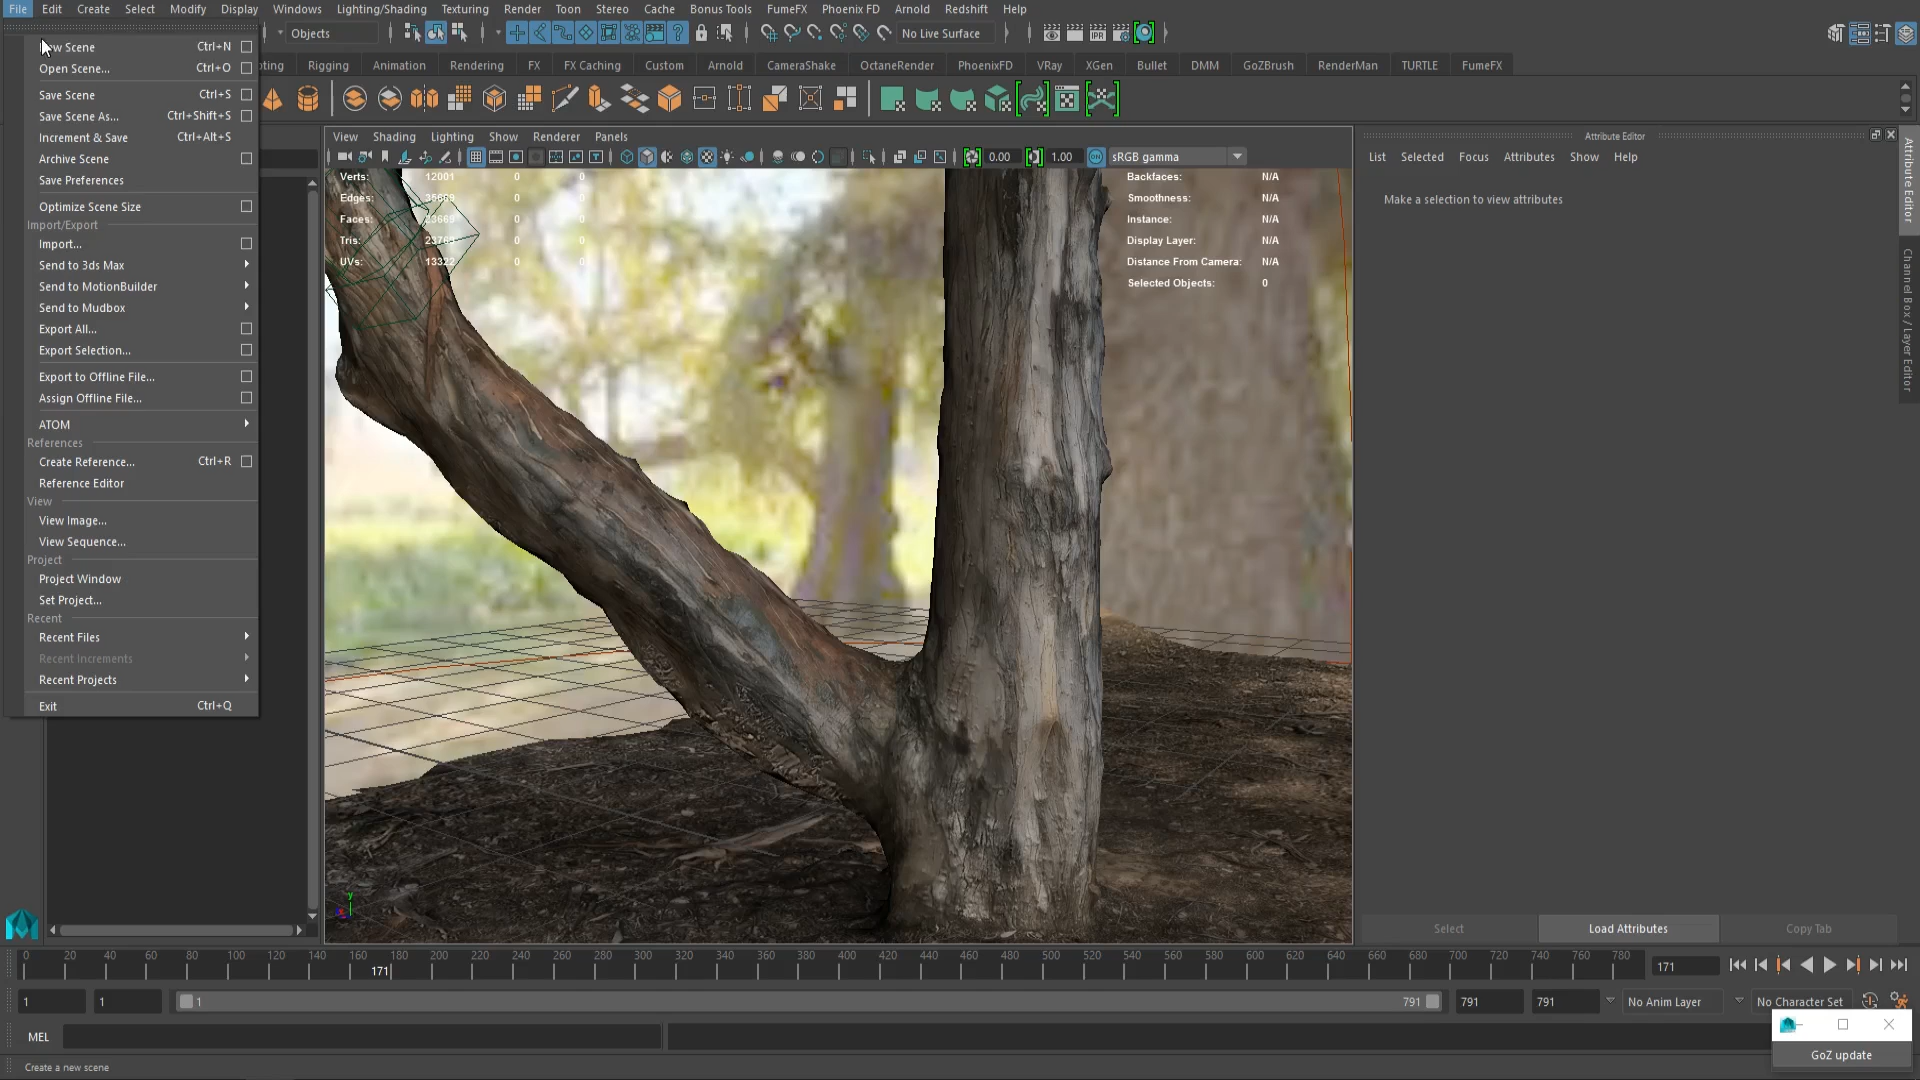 File Edit Create Select Modify Display Windows Lighting/Shading Texturing Render Toon Stereo Cache Bonus Tools FumeFX Phoenix FD Arnold Redshift Help
Objects No Live Surface
Rigging Animation Rendering FX FX Caching Custom Arnold CameraShake OctaneRender PhoenixFD VRay XGen Bullet DMM GoZBrush RenderMan TURTLE FumeFX
New Scene Ctrl+N
Open Scene... Ctrl+O
Save Scene Ctrl+S
Save Scene As... Ctrl+Shift+S
Increment & Save Ctrl+Alt+S
Archive Scene
Save Preferences
Optimize Scene Size
Import/Export
Import...
Send to 3ds Max
Send to MotionBuilder
Send to Mudbox
Export All...
Export Selection...
Export to Offline File...
Assign Offline File...
ATOM
References
Create Reference... Ctrl+R
Reference Editor
View
View Image...
View Sequence...
Project
Project Window
Set Project...
Recent
Recent Files
Recent Increments
Recent Projects
Exit Ctrl+Q
View Shading Lighting Show Renderer Panels
0.00 1.00 sRGB gamma
Verts: 12001 0 0
Edges: 35669 0 0
Faces: 23669 0 0
Tris: 23763 0 0
UVs: 13322 0 0
Backfaces: N/A
Smoothness: N/A
Instance: N/A
Display Layer: N/A
Distance From Camera: N/A
Selected Objects: 0
y
Attribute Editor
List Selected Focus Attributes Show Help
Make a selection to view attributes
Attribute Editor
Channel Box / Layer Editor
Select Load Attributes Copy Tab
0 20 40 60 80 100 120 140 160 180 200 220 240 260 280 300 320 340 360 380 400 420 440 460 480 500 520 540 560 580 600 620 640 660 680 700 720 740 760 780
171 171
1 1 1 791 791 791 No Anim Layer No Character Set
MEL
GoZ update
Create a new scene